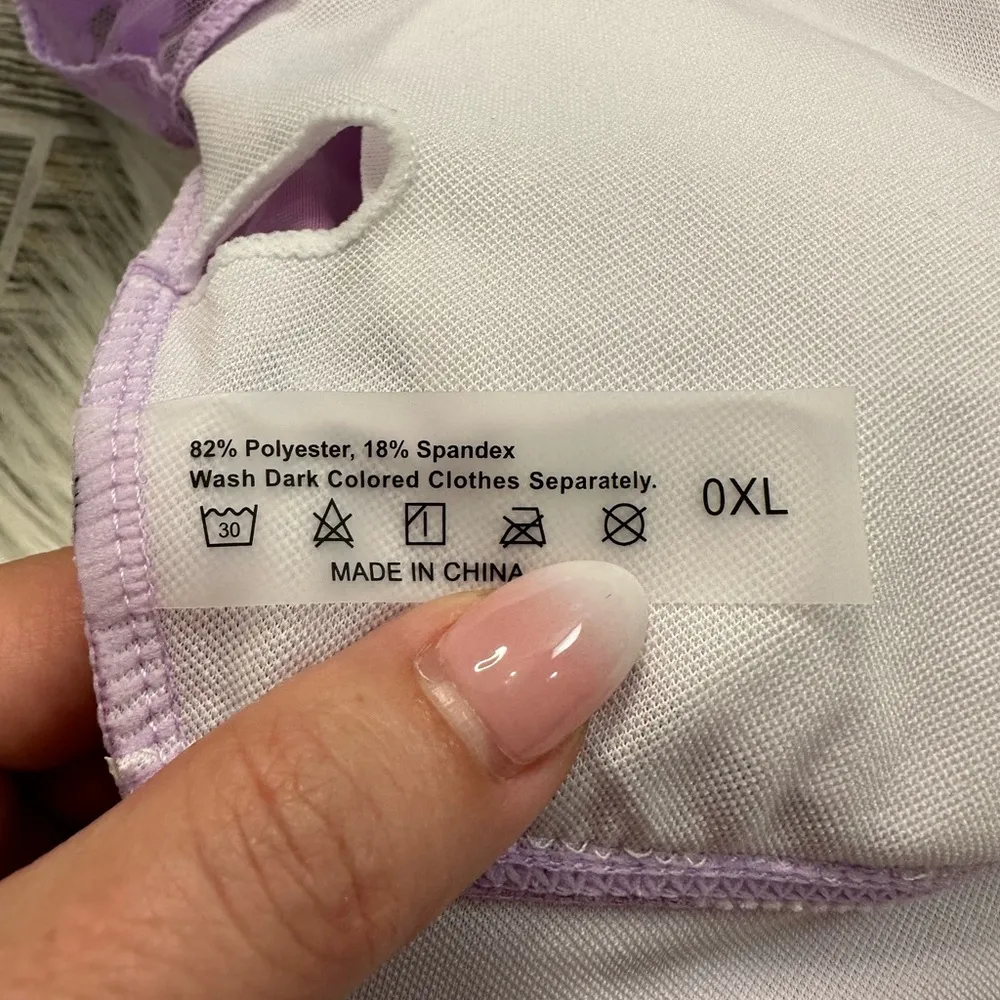 82% Polyester, 18% Spandex
Wash Dark Colored Clothes Separately.
0XL
30
MADE IN CHINA